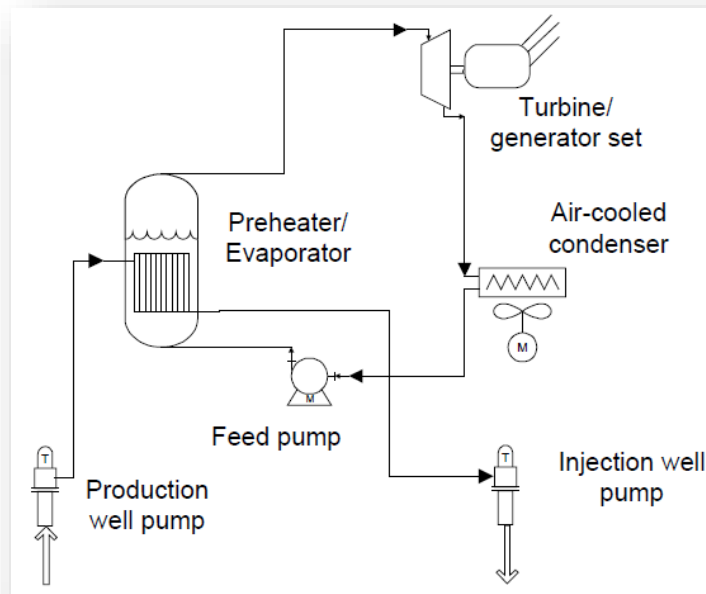 Turbine/
generator set
Preheater/
Evaporator
Air-cooled
condenser
M
M
Feed pump
T
Production
well pump
T
Injection well
pump